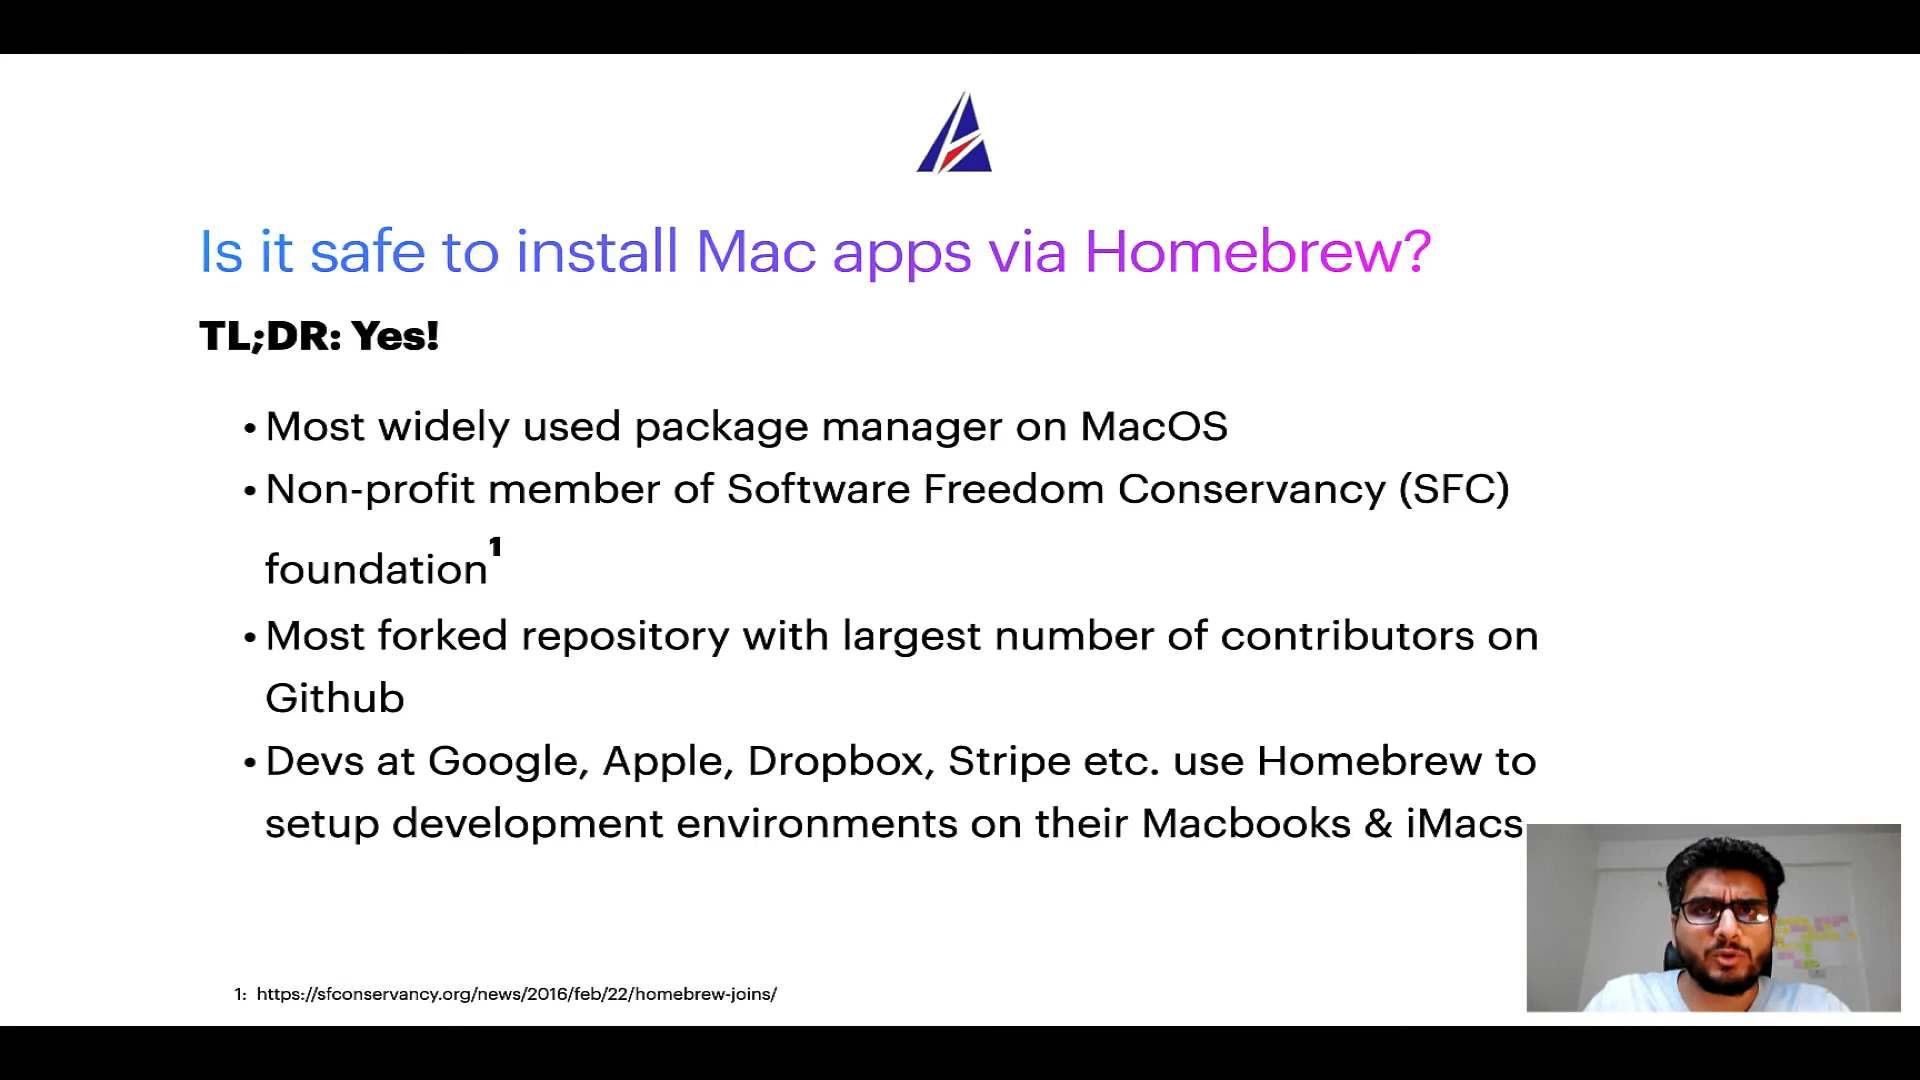 Is it safe to install Mac apps via Homebrew?
TL;DR: Yes!
• Most widely used package manager on MacOS
• Non-profit member of Software Freedom Conservancy (SFC)
foundation1
• Most forked repository with largest number of contributors on
Github
• Devs at Google, Apple, Dropbox, Stripe etc. use Homebrew to
setup development environments on their Macbooks & iMacs
1: https://sfconservancy.org/news/2016/feb/22/homebrew-joins/